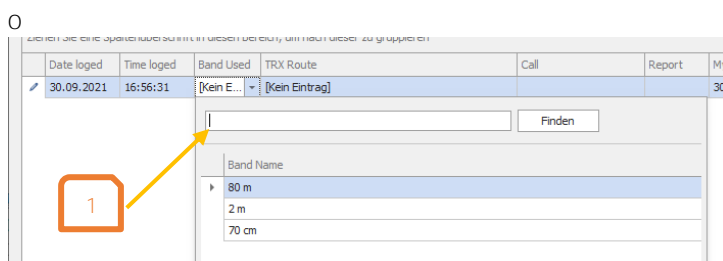 O
Ziehen Sie eine Spaltenüberschrift in diesen Bereich, um nach dieser zu gruppieren
Date loged Time loged Band Used TRX Route Call Report
30.09.2021 16:56:31 [Kein E... [Kein Eintrag] 30
Finden
Band Name
80 m
1
2 m
70 cm